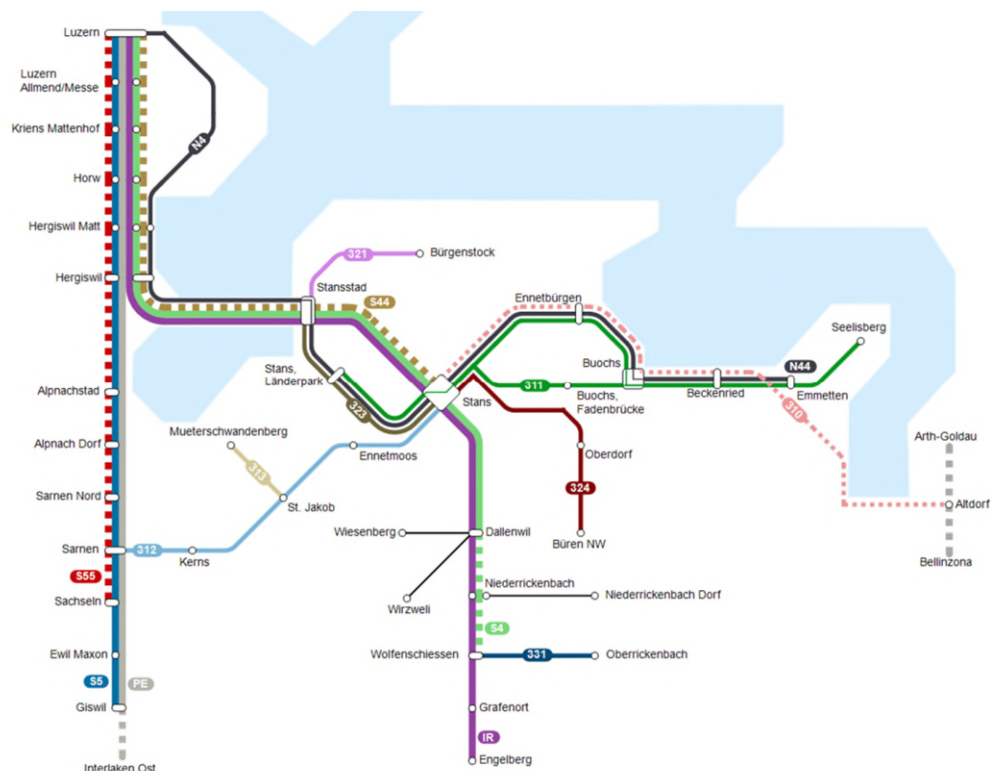 Luzern
Luzern
Allmend/Messe
Kriens Mattenhof
N4
Horw
Hergiswil Matt
321
Bürgenstock
Hergiswil
Stansstad
S44
Ennetbürgen
Seelisberg
Stans,
Länderpark
Buochs
N44
323
311
Alpnachstad
Stans
Buochs,
Fadenbrücke
Beckenried
Emmetten
310
Mueterschwandenberg
Arth-Goldau
Alpnach Dorf
Ennetmoos
Oberdorf
313
324
Sarnen Nord
St. Jakob
Altdorf
Wiesenberg
Dallenwil
Büren NW
Sarnen
312
Kerns
Bellinzona
S55
Niederrickenbach
Sachseln
Wirzweli
Niederrickenbach Dorf
S4
Ewil Maxon
Wolfenschiessen
331
Oberrickenbach
S5
PE
Giswil
Grafenort
IR
Engelberg
Interlaken Ost